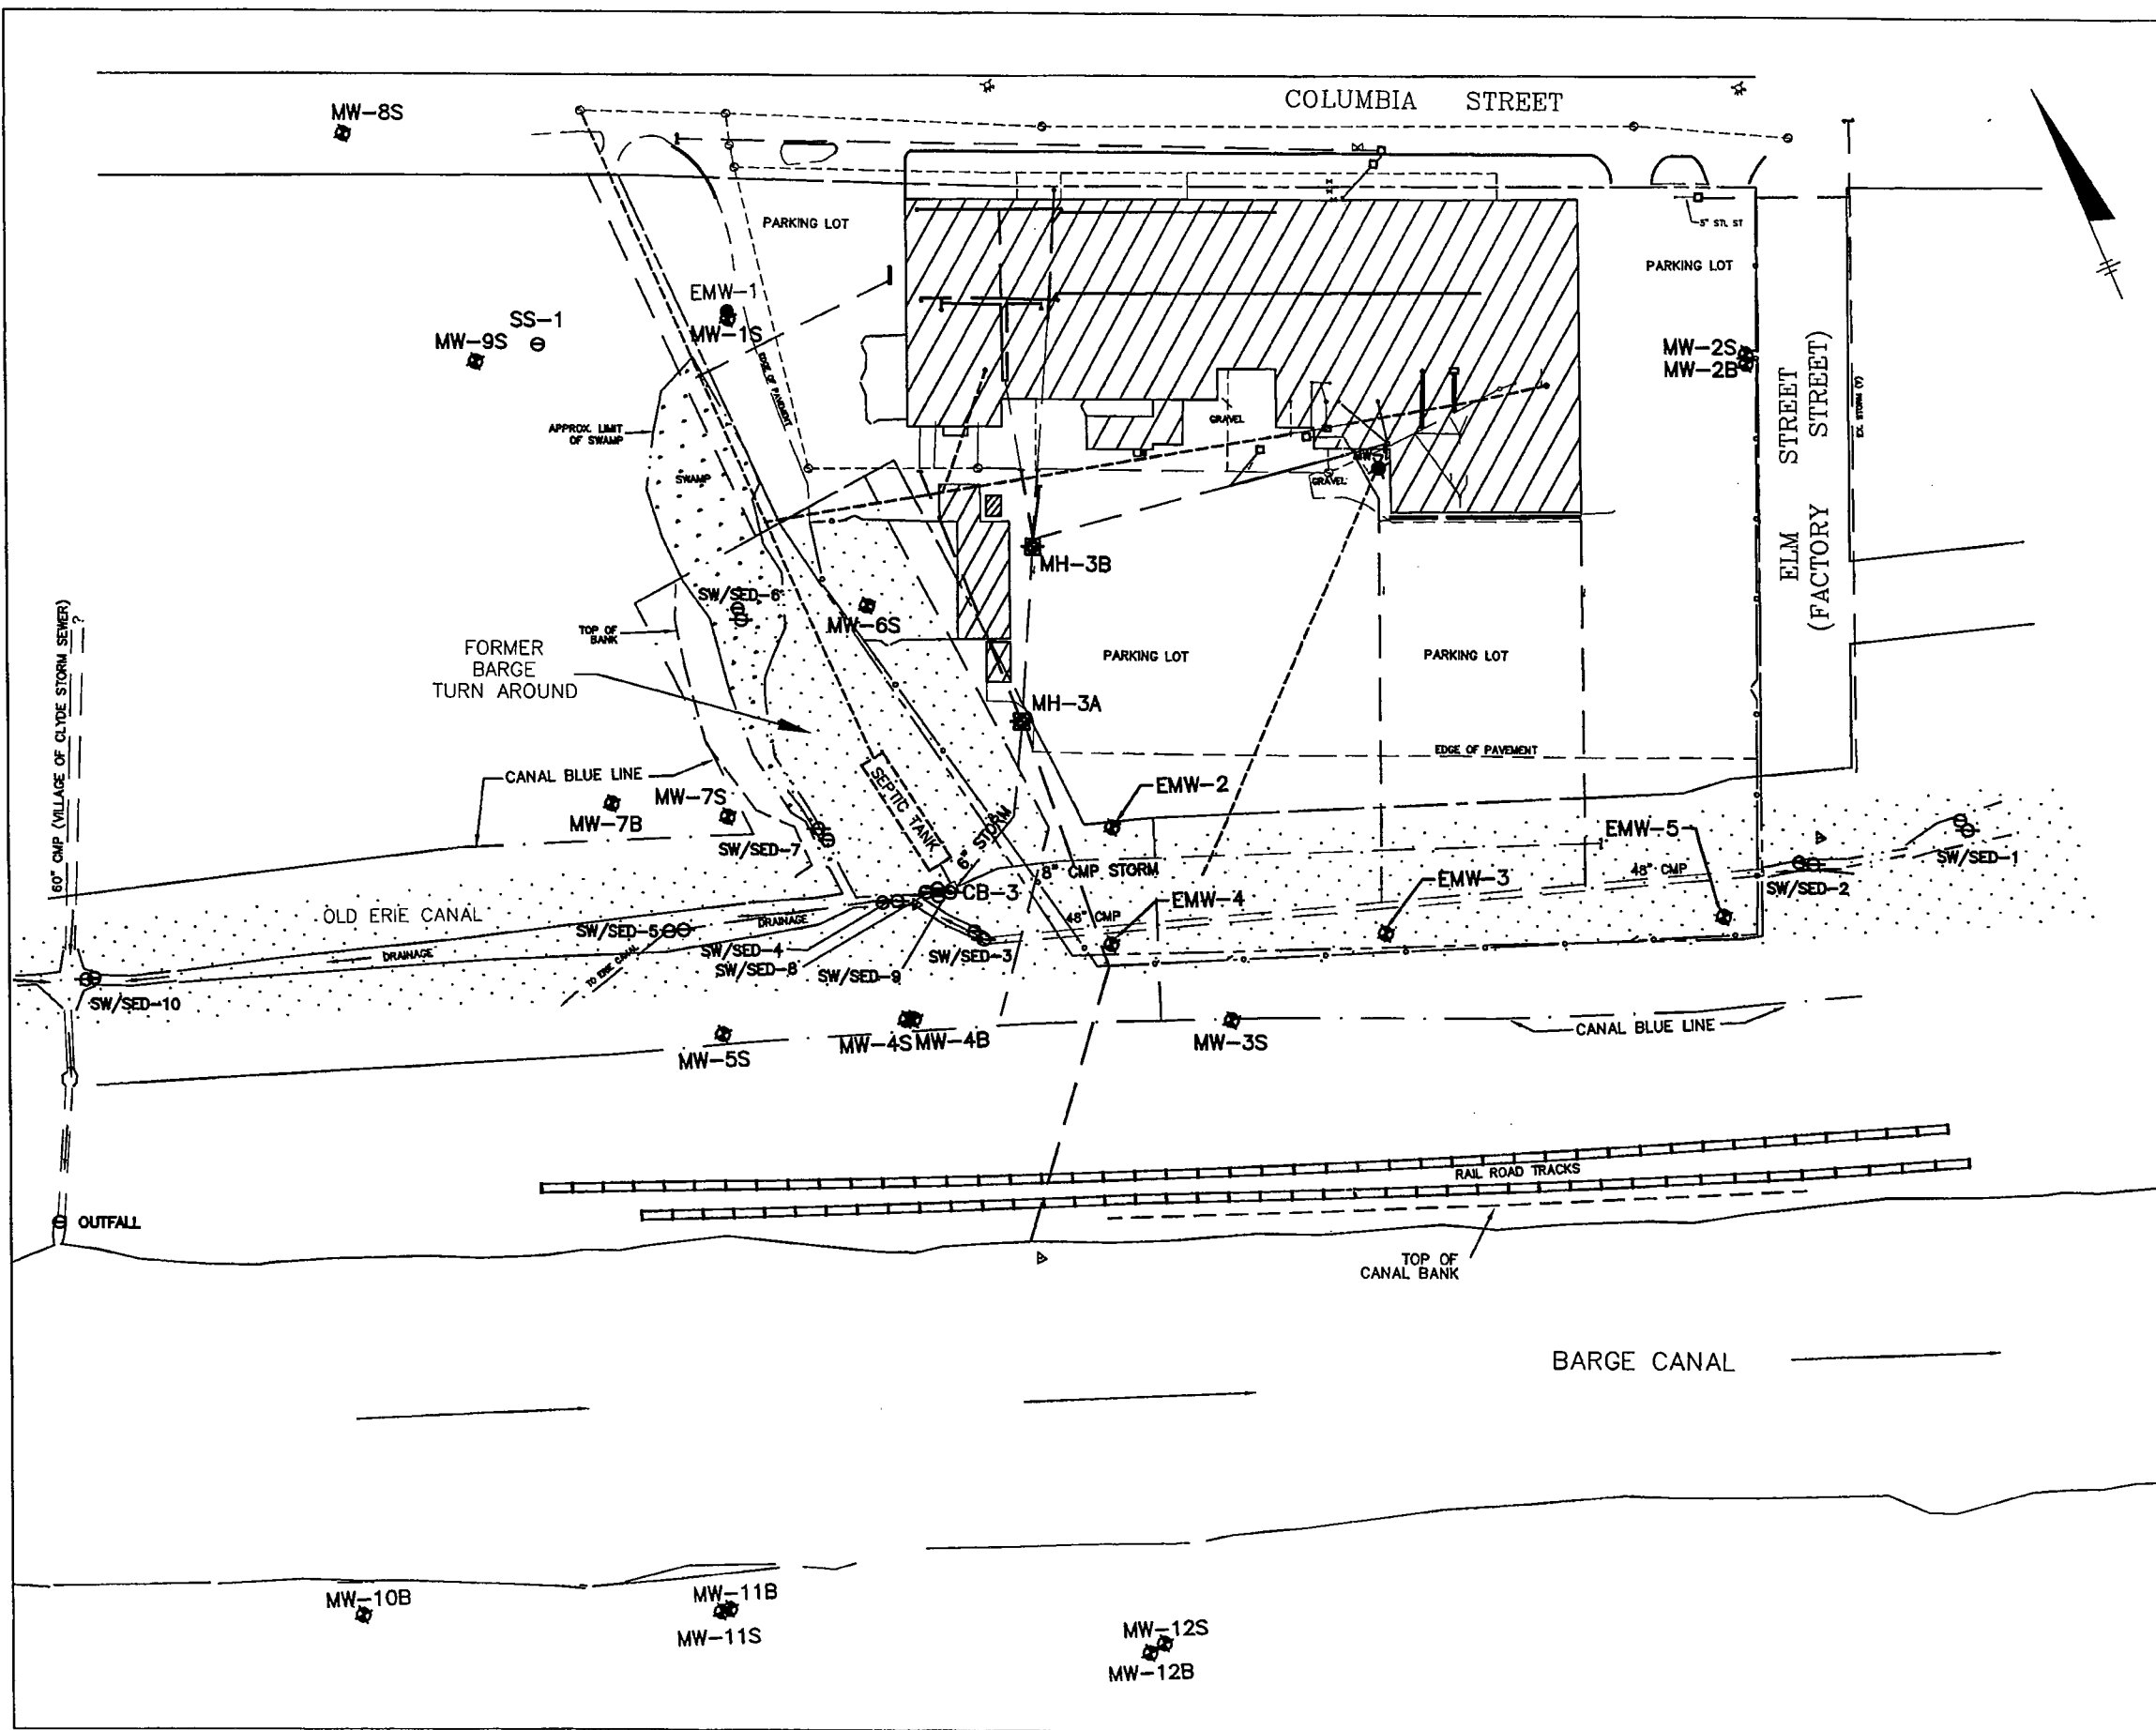 COLUMBIA STREET
MW-8S
PARKING LOT
5" STL ST
PARKING LOT
EMW-1
SS-1
MW-1S
MW-9S
MW-2S
MW-2B
EDGE OF PAVEMENT
ELM STREET
(FACTORY STREET)
EX. STORM (?)
APPROX. LIMIT
OF SWAMP
GRAVEL
SWAMP
GRAVEL
MH-3B
SW/SED-6
MW-6S
TOP OF
BANK
60" CMP (VILLAGE OF CLYDE STORM SEWER)
?
FORMER
BARGE
TURN AROUND
PARKING LOT
PARKING LOT
MH-3A
EDGE OF PAVEMENT
CANAL BLUE LINE
SEPTIC TANK
EMW-2
MW-7S
MW-7B
6" STORM
EMW-5
SW/SED-7
SW/SED-1
8" CMP STORM
48" CMP
EMW-3
SW/SED-2
CB-3
EMW-4
OLD ERIE CANAL
DRAINAGE
48" CMP
SW/SED-5
SW/SED-4
DRAINAGE
TO ERIE CANAL
SW/SED-3
SW/SED-8
SW/SED-9
SW/SED-10
CANAL BLUE LINE
MW-5S
MW-4S
MW-4B
MW-3S
RAIL ROAD TRACKS
OUTFALL
TOP OF
CANAL BANK
BARGE CANAL
MW-10B
MW-11B
MW-11S
MW-12S
MW-12B